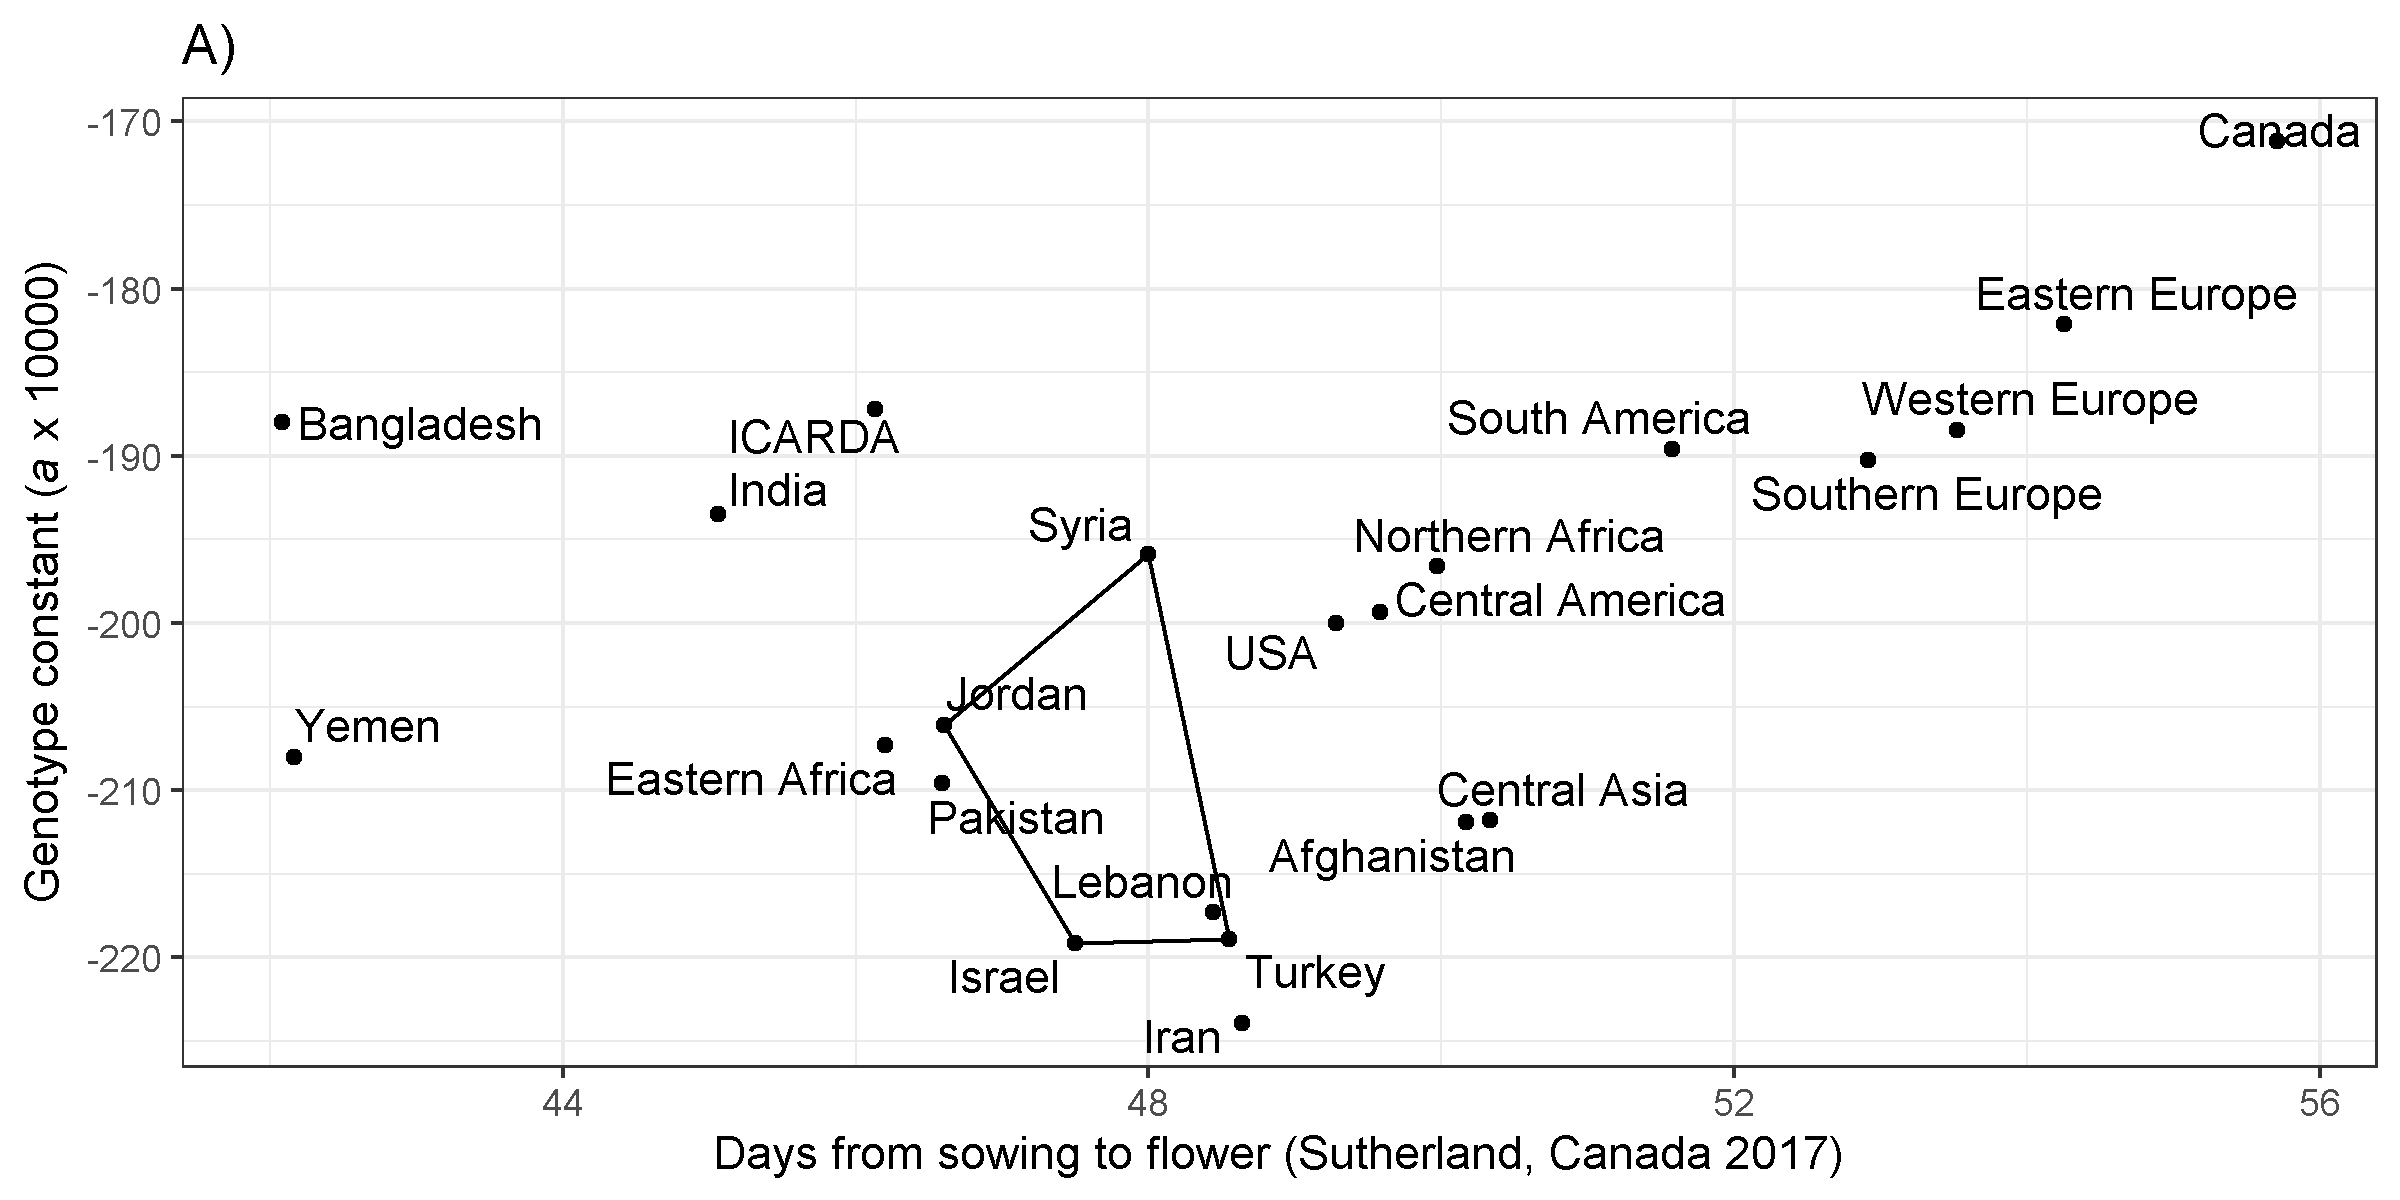 A)
-170
-180
-190
-200
-210
-220
Genotype constant (a x 10000)
Canada
Eastern Europe
Western Europe
South America
Southern Europe
Bangladesh
ICARDA
India
Syria
Northern Africa
Central America
USA
Jordan
Yemen
Eastern Africa
Pakistan
Central Asia
Afghanistan
Lebanon
Israel
Turkey
Iran
44
48
52
56
Days from sowing to flower (Sutherland, Canada 2017)